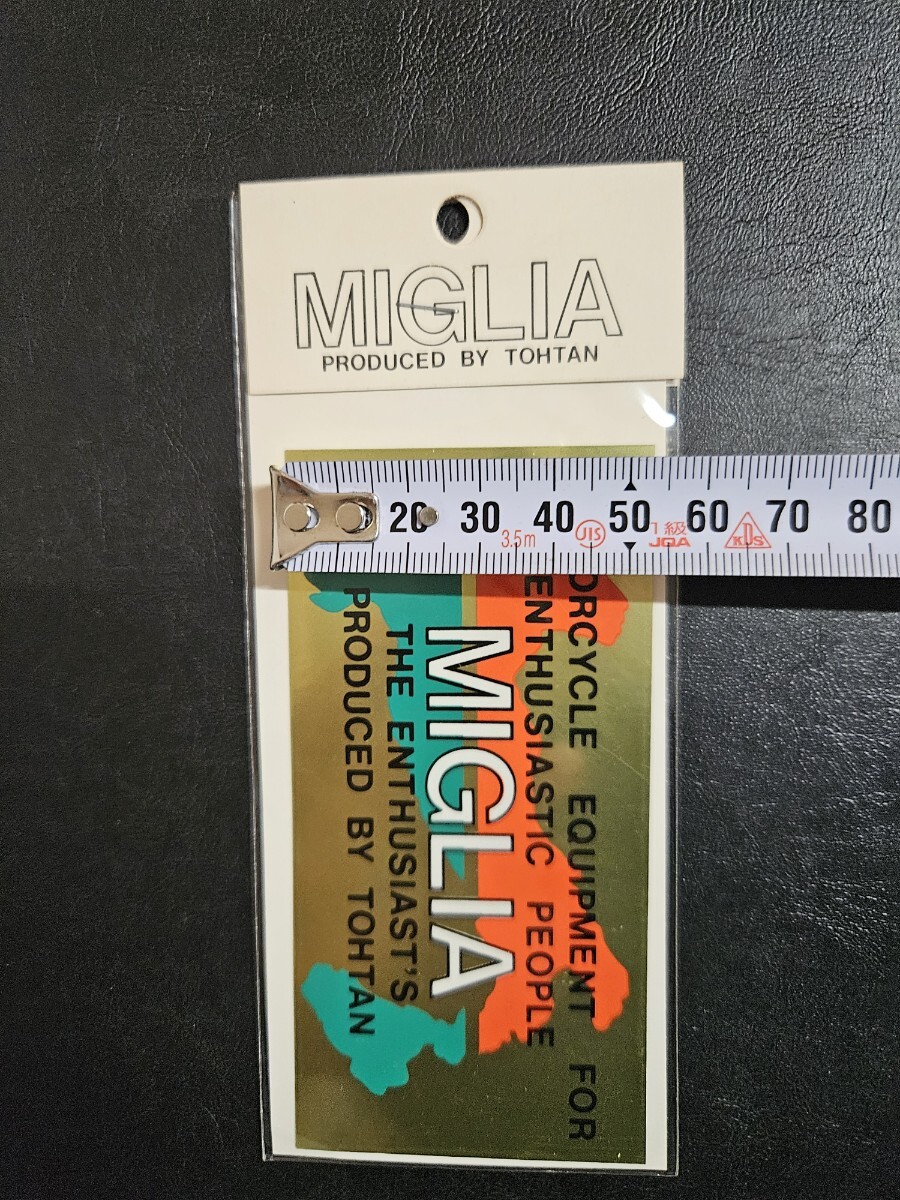 MIGLIA
PRODUCED BY TOHTAN
20 30 40 50 60 70 80
3.5m JIS 1級 JQA KDS
ORCYCLE EQUIPMENT FOR
ENTHUSIASTIC PEOPLE
MIGLIA
THE ENTHUSIAST'S
PRODUCED BY TOHTAN